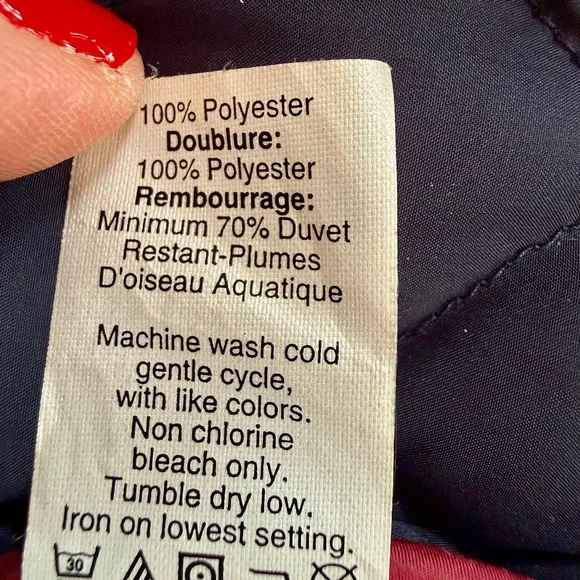 100% Polyester
Doublure:
100% Polyester
Rembourrage:
Minimum 70% Duvet
Restant-Plumes
D'oiseau Aquatique
Machine wash cold
gentle cycle,
with like colors.
Non chlorine
bleach only.
Tumble dry low.
Iron on lowest setting.
30